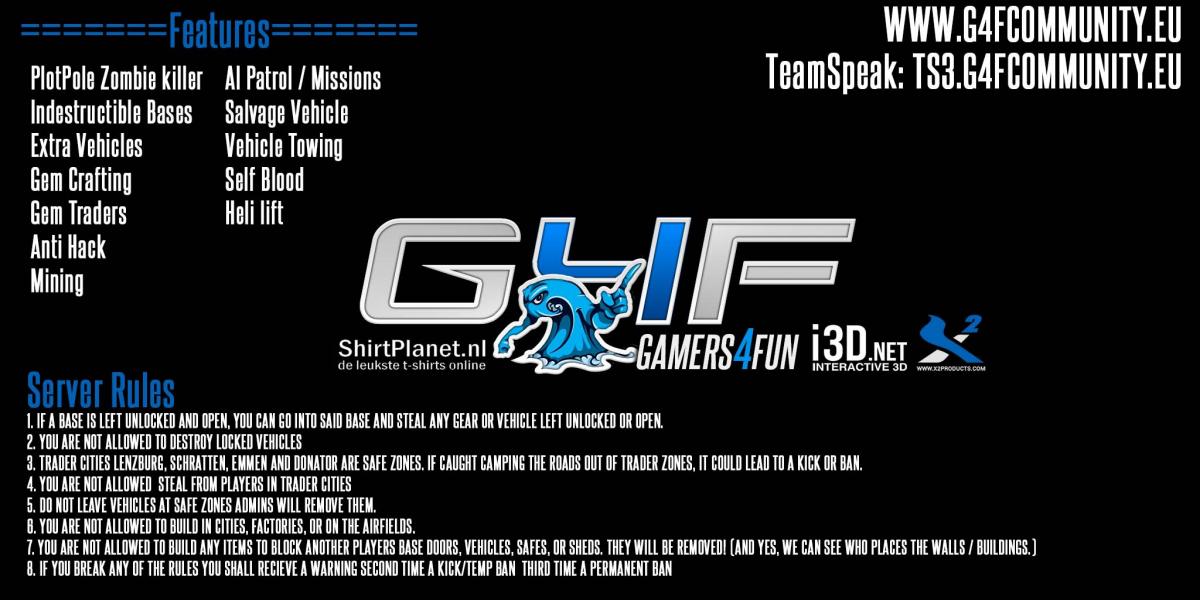 =======Features=======
WWW.G4FCOMMUNITY.EU
TeamSpeak: TS3.G4FCOMMUNITY.EU
PlotPole Zombie killer
Indestructible Bases
Extra Vehicles
Gem Crafting
Gem Traders
Anti Hack
Mining
AI Patrol / Missions
Salvage Vehicle
Vehicle Towing
Self Blood
Heli lift
G4F
GAMERS4FUN
ShirtPlanet.nl
de leukste t-shirts online
i3D.NET
INTERACTIVE 3D
X2
WWW.X2PRODUCTS.COM
Server Rules
1. IF A BASE IS LEFT UNLOCKED AND OPEN, YOU CAN GO INTO SAID BASE AND STEAL ANY GEAR OR VEHICLE LEFT UNLOCKED OR OPEN.
2. YOU ARE NOT ALLOWED TO DESTROY LOCKED VEHICLES
3. TRADER CITIES LENZBURG, SCHRATTEN, EMMEN AND DONATOR ARE SAFE ZONES. IF CAUGHT CAMPING THE ROADS OUT OF TRADER ZONES, IT COULD LEAD TO A KICK OR BAN.
4. YOU ARE NOT ALLOWED STEAL FROM PLAYERS IN TRADER CITIES
5. DO NOT LEAVE VEHICLES AT SAFE ZONES ADMINS WILL REMOVE THEM.
6. YOU ARE NOT ALLOWED TO BUILD IN CITIES, FACTORIES, OR ON THE AIRFIELDS.
7. YOU ARE NOT ALLOWED TO BUILD ANY ITEMS TO BLOCK ANOTHER PLAYERS BASE DOORS, VEHICLES, SAFES, OR SHEDS. THEY WILL BE REMOVED! (AND YES, WE CAN SEE WHO PLACES THE WALLS / BUILDINGS.)
8. IF YOU BREAK ANY OF THE RULES YOU SHALL RECIEVE A WARNING SECOND TIME A KICK/TEMP BAN THIRD TIME A PERMANENT BAN